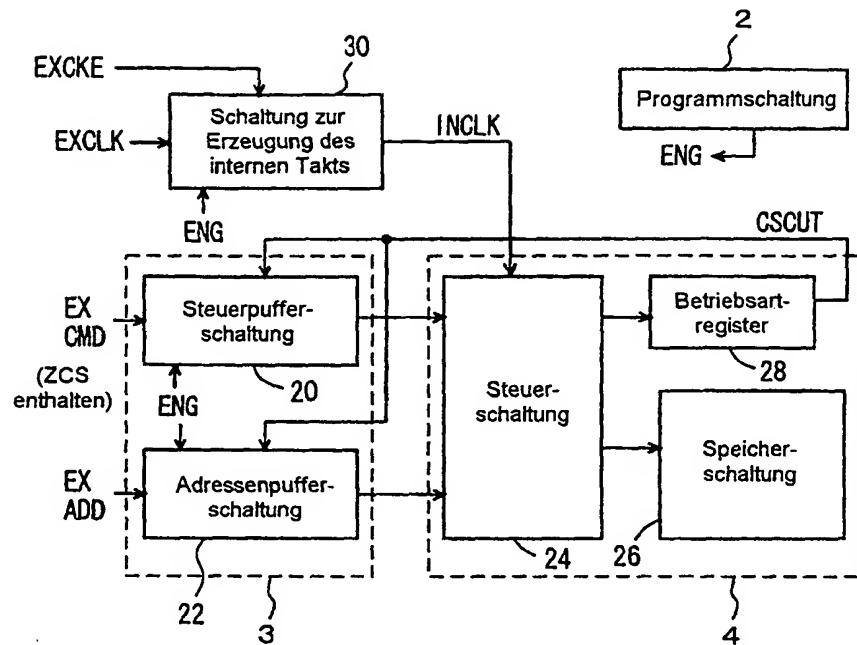 2
30
EXCKE
Programmschaltung
Schaltung zur
Erzeugung des
internen Takts
EXCLK
INCLK
ENG
ENG
CSCUT
EX
CMD
Steuerpuffer-
schaltung
Betriebsart-
register
(ZCS
enthalten)
ENG
20
28
Steuer-
schaltung
Speicher-
schaltung
EX
ADD
Adressenpuffer-
schaltung
22
24
26
3
4